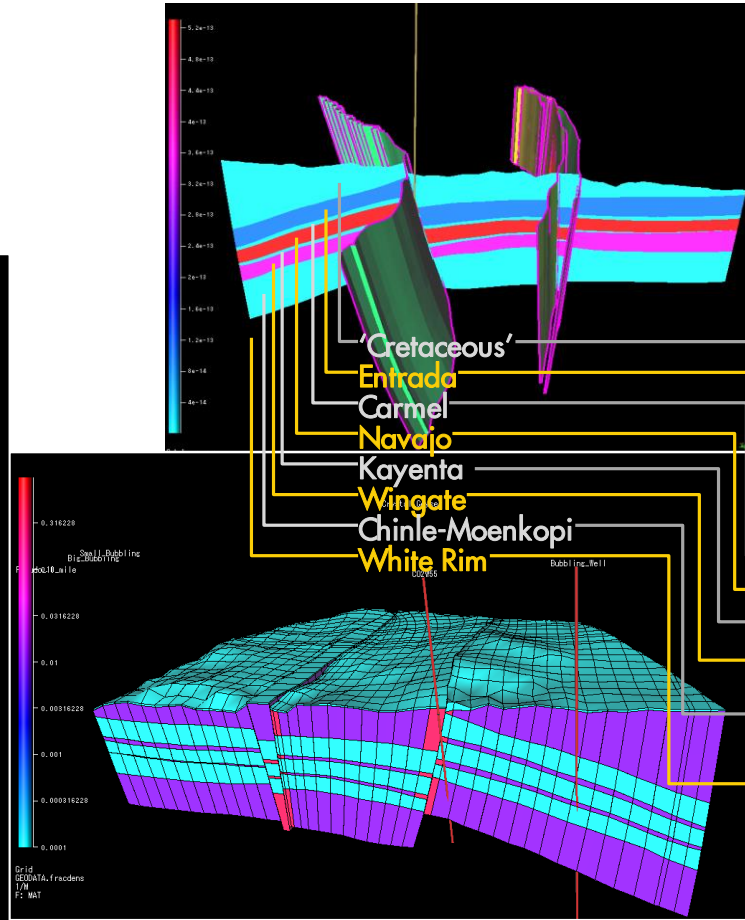 5.2e-13
4.8e-13
4.4e-13
4e-13
3.6e-13
3.2e-13
2.8e-13
2.4e-13
2e-13
1.6e-13
1.2e-13
8e-14
4e-14
'Cretaceous'
Entrada
Carmel
Navajo
Kayenta
Wingate
Chinle-Moenkopi
White Rim
0.316228
Small_Bubbling
Big_Bubbling
Bubbling_Well
0.0316228
0.01
0.00316228
0.001
0.000316228
0.0001
Grid
GEODATA.fracdens
1/M
F: MAT